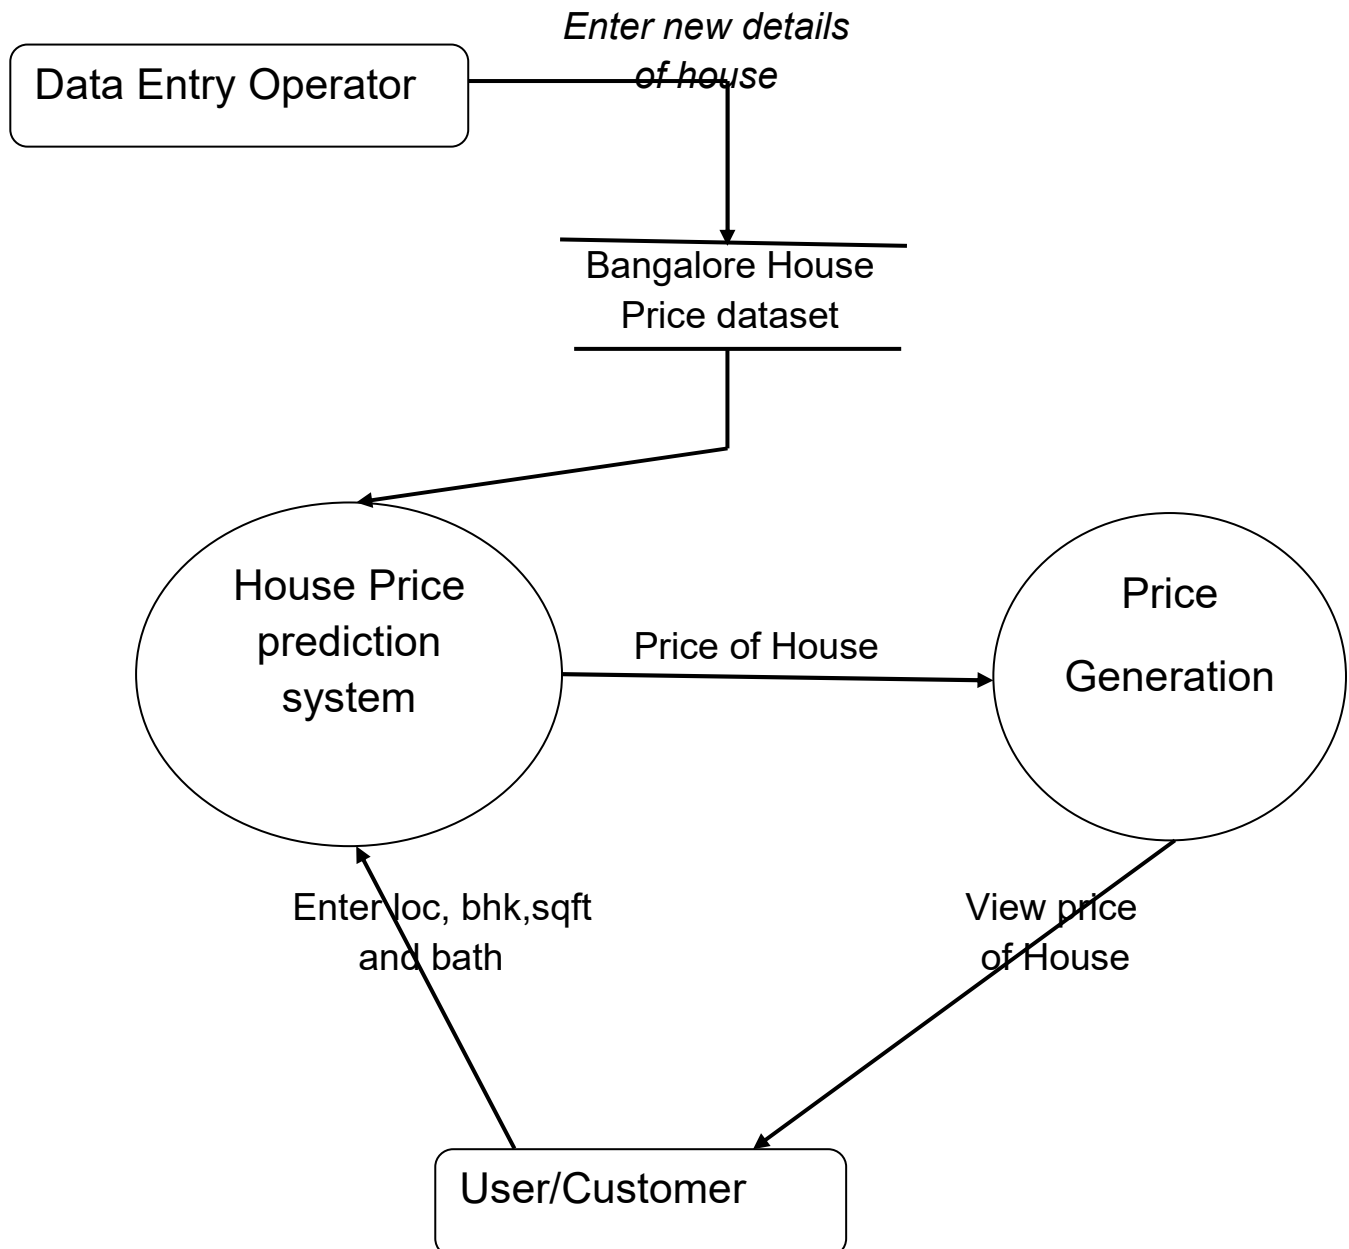 Enter new details
of house
Data Entry Operator
Bangalore House
Price dataset
House Price
prediction
system
Price of House
Price
Generation
Enter loc, bhk,sqft
and bath
View price
of House
User/Customer